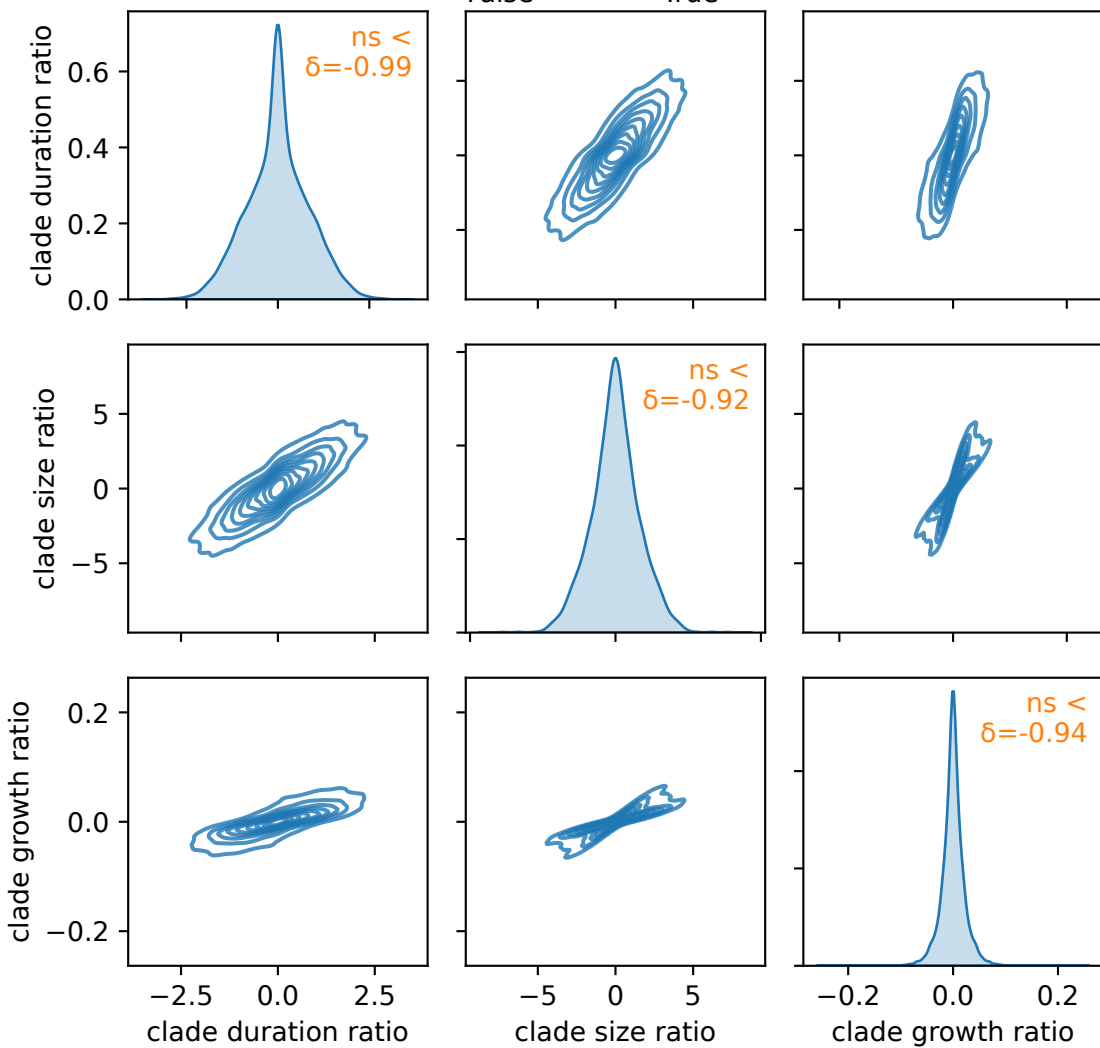 True
clade duration ratio
0.6
0.4
0.2
0.0
ns <
δ=-0.99
clade size ratio
5
0
−5
ns <
δ=-0.92
clade growth ratio
0.2
0.0
−0.2
ns <
δ=-0.94
−2.5 0.0 2.5
−5 0 5
−0.2 0.0 0.2
clade duration ratio
clade size ratio
clade growth ratio